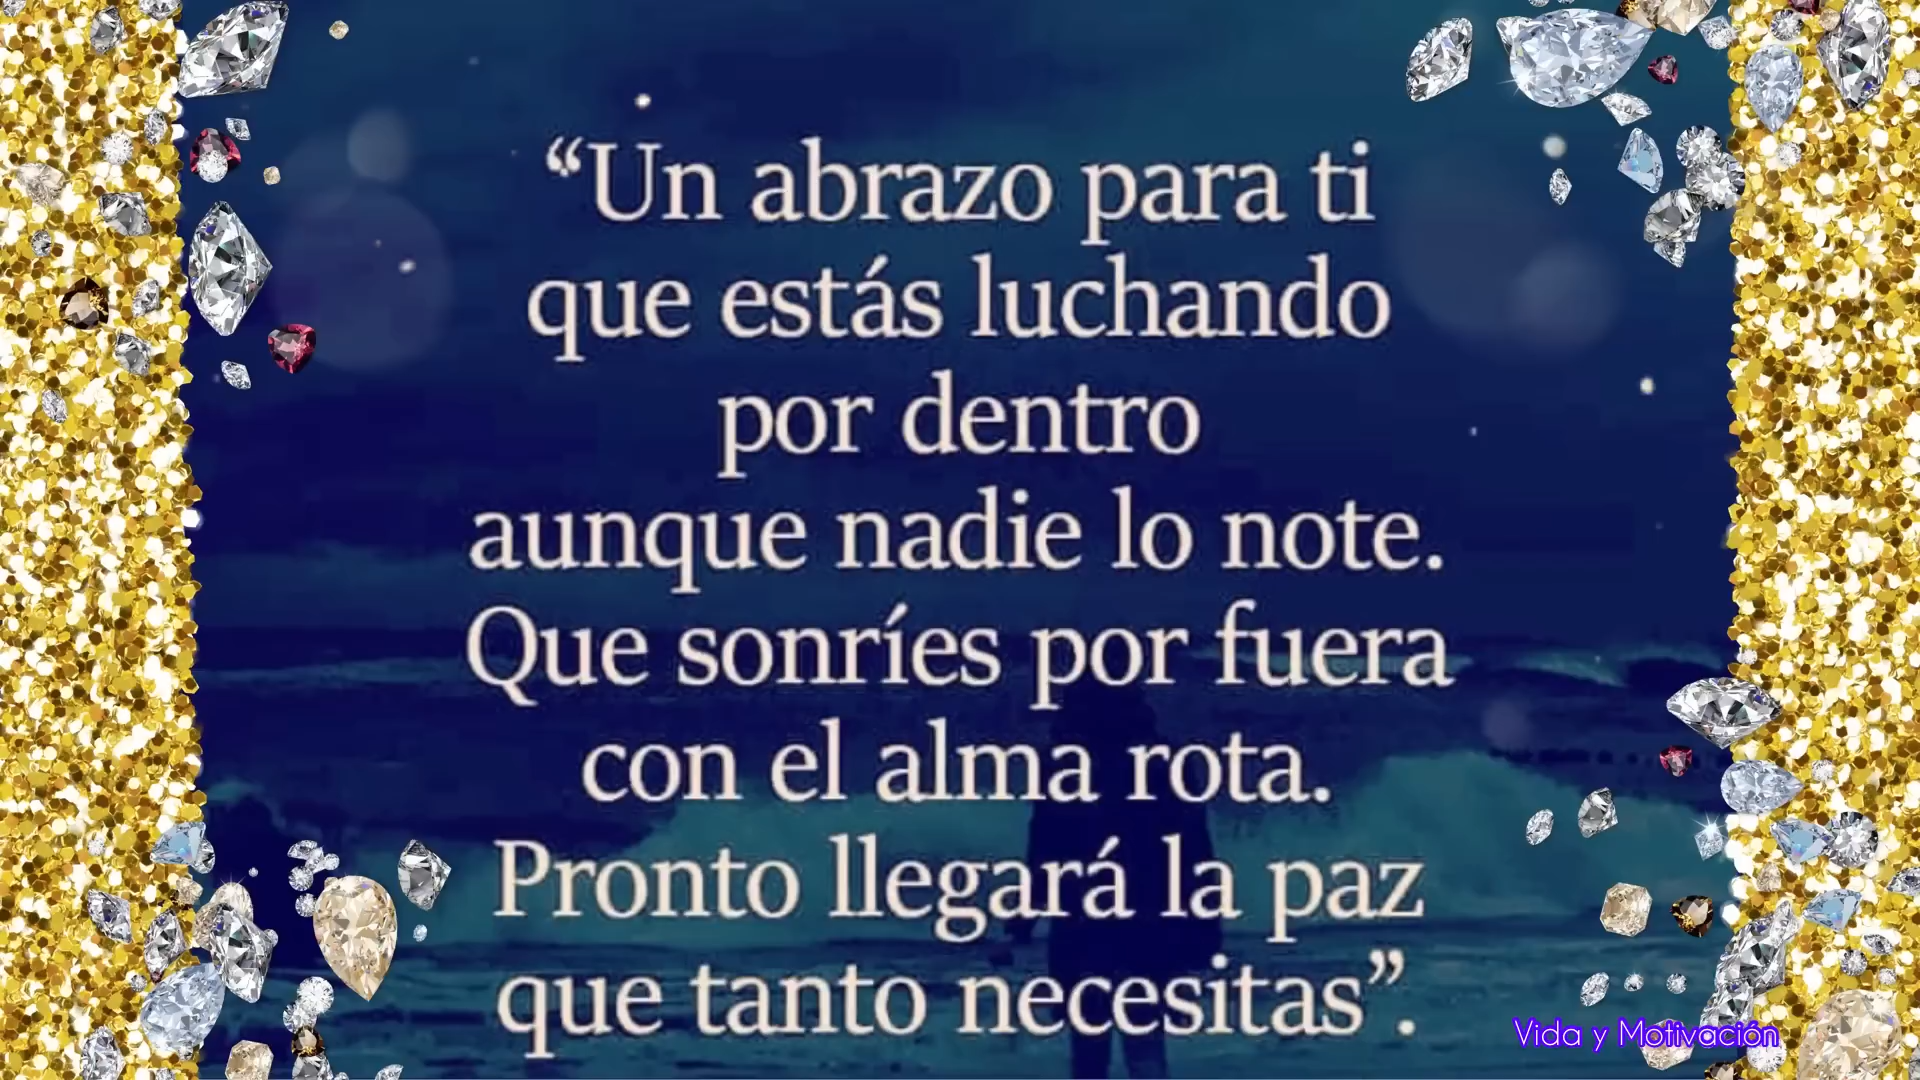 “Un abrazo para ti
que estás luchando
por dentro
aunque nadie lo note.
Que sonríes por fuera
con el alma rota.
Pronto llegará la paz
que tanto necesitas”.
Vida y Motivación